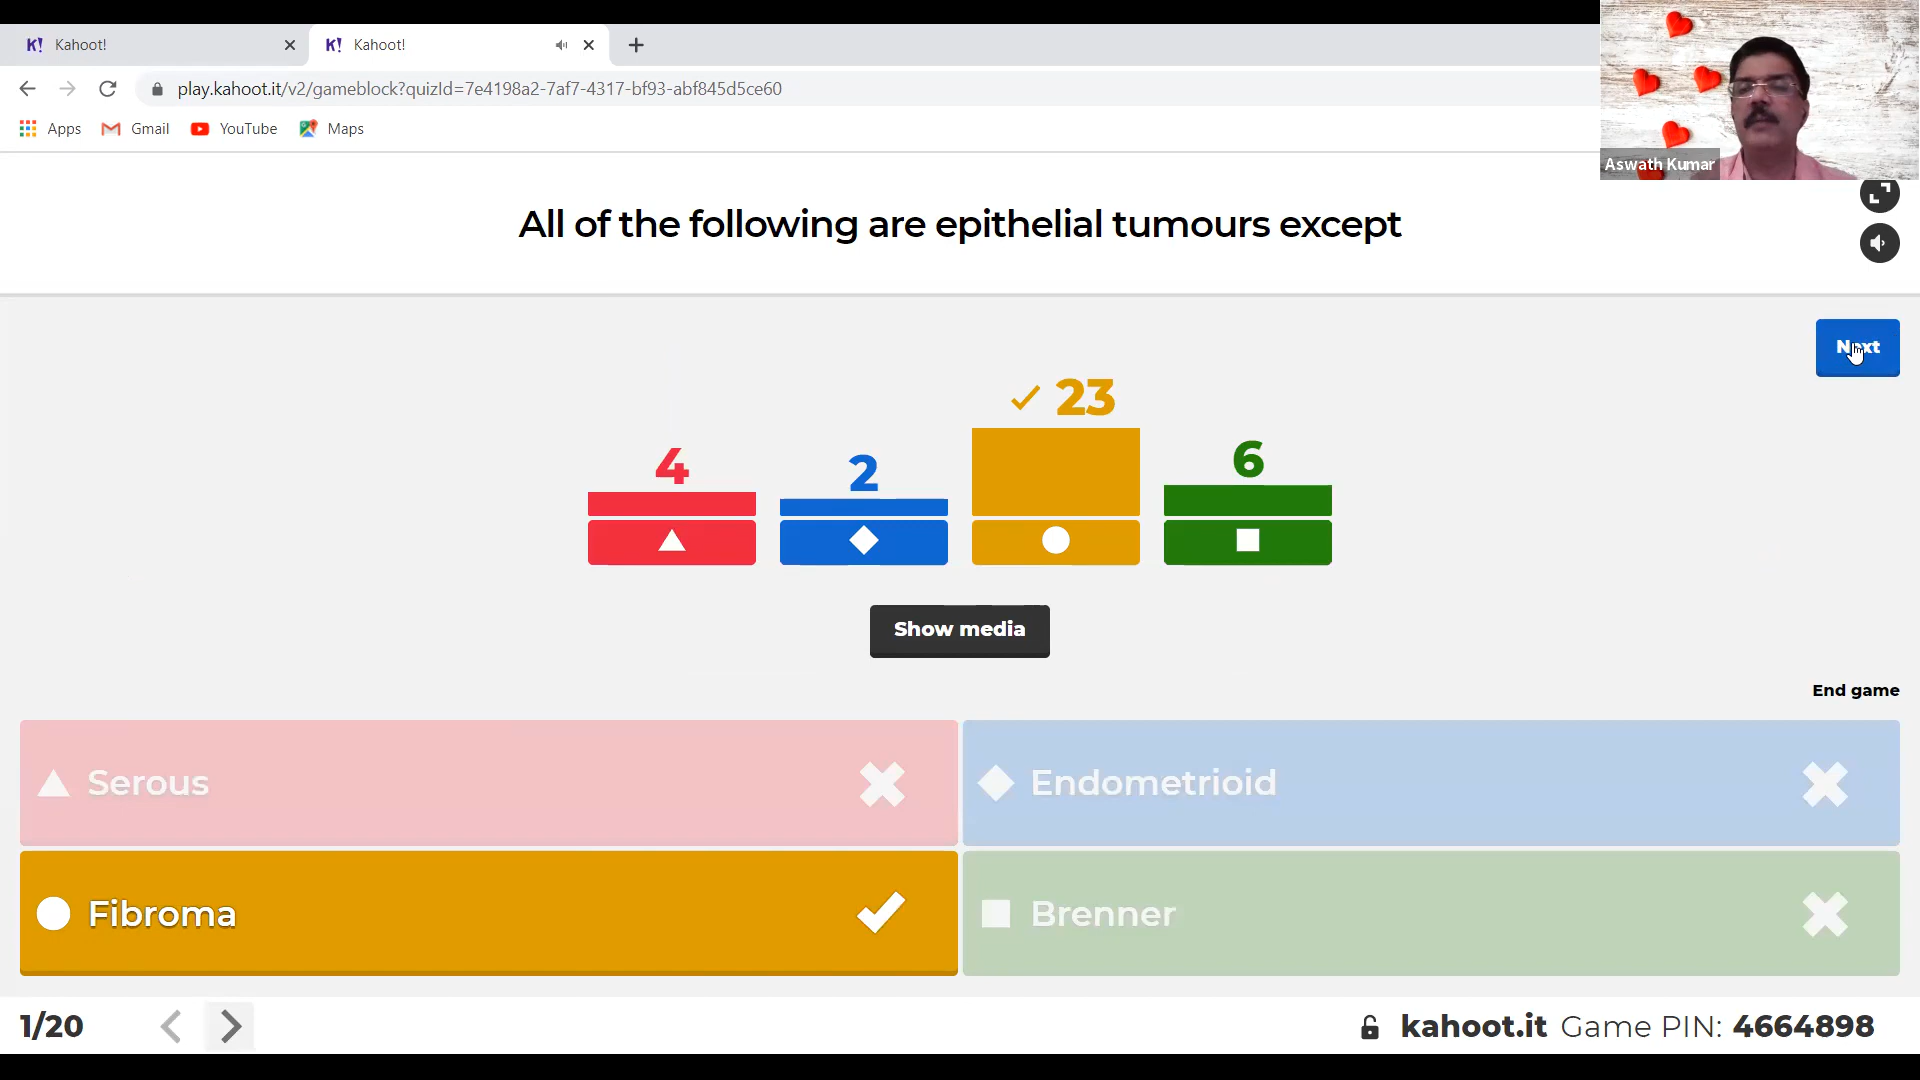 K! Kahoot!
K! Kahoot!
play.kahoot.it/v2/gameblock?quizId=7e4198a2-7af7-4317-bf93-abf845d5ce60
Apps Gmail YouTube Maps
Aswath Kumar
All of the following are epithelial tumours except
Next
4
2
23
6
Show media
End game
Serous
Endometrioid
Fibroma
Brenner
1/20
kahoot.it Game PIN: 4664898